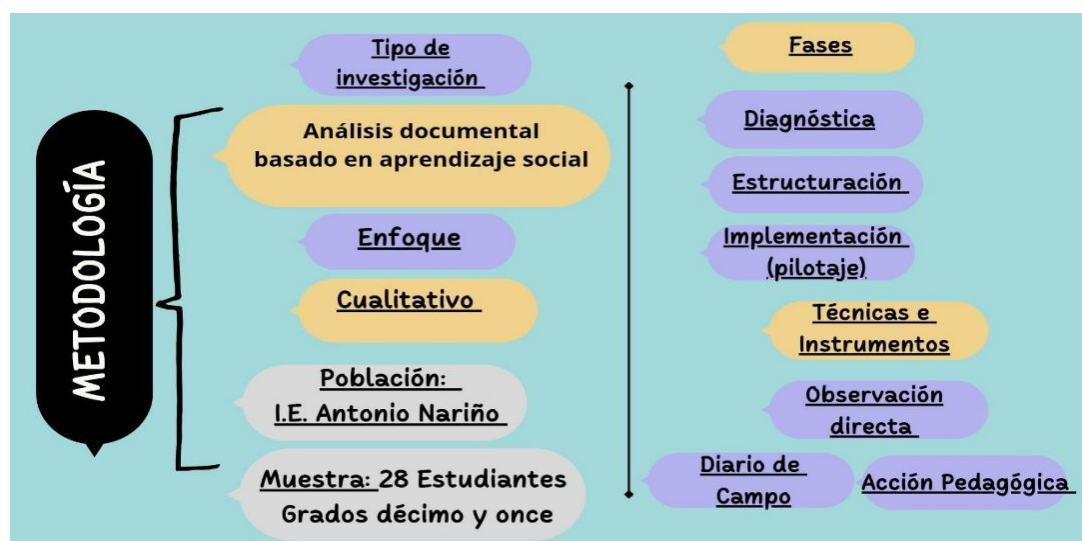 METODOLOGÍA
Tipo de
investigación
Análisis documental
basado en aprendizaje social
Enfoque
Cualitativo
Población:
I.E. Antonio Nariño
Muestra: 28 Estudiantes
Grados décimo y once
Fases
Diagnóstica
Estructuración
Implementación
(pilotaje)
Técnicas e
Instrumentos
Observación
directa
Diario de
Campo
Acción Pedagógica